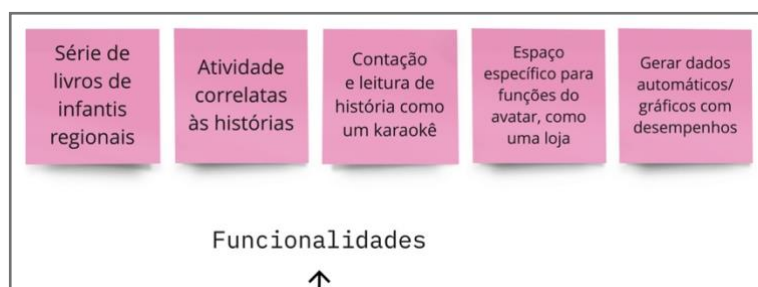 Série de
livros de
infantis
regionais
Atividade
correlatas
às histórias
Contação
e leitura de
história como
um karaokê
Espaço
específico para
funções do
avatar, como
uma loja
Gerar dados
automáticos/
gráficos com
desempenhos
Funcionalidades